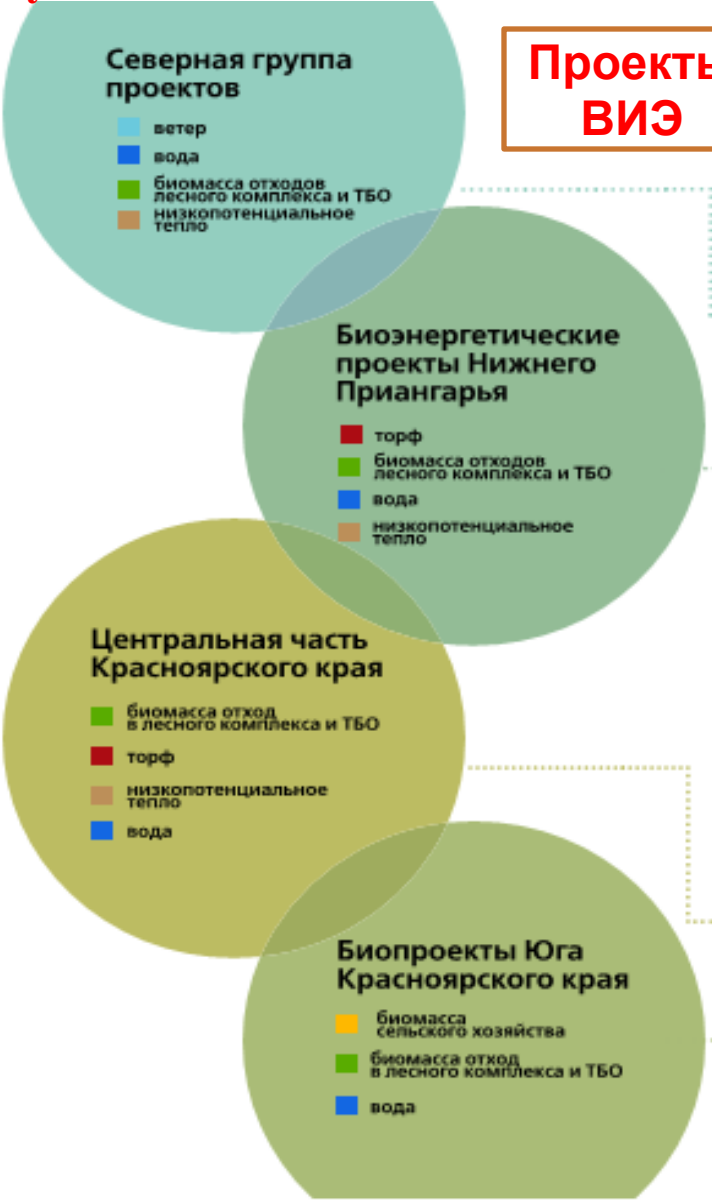 Северная группа
проектов
ветер
вода
биомасса отходов
лесного комплекса и ТБО
низкопотенциальное
тепло
Проекты
ВИЭ
Биоэнергетические
проекты Нижнего
Приангарья
торф
биомасса отходов
лесного комплекса и ТБО
вода
низкопотенциальное
тепло
Центральная часть
Красноярского края
биомасса отход
в лесного комплекса и ТБО
торф
низкопотенциальное
тепло
вода
Биопроекты Юга
Красноярского края
биомасса
сельского хозяйства
биомасса отход
в лесного комплекса и ТБО
вода